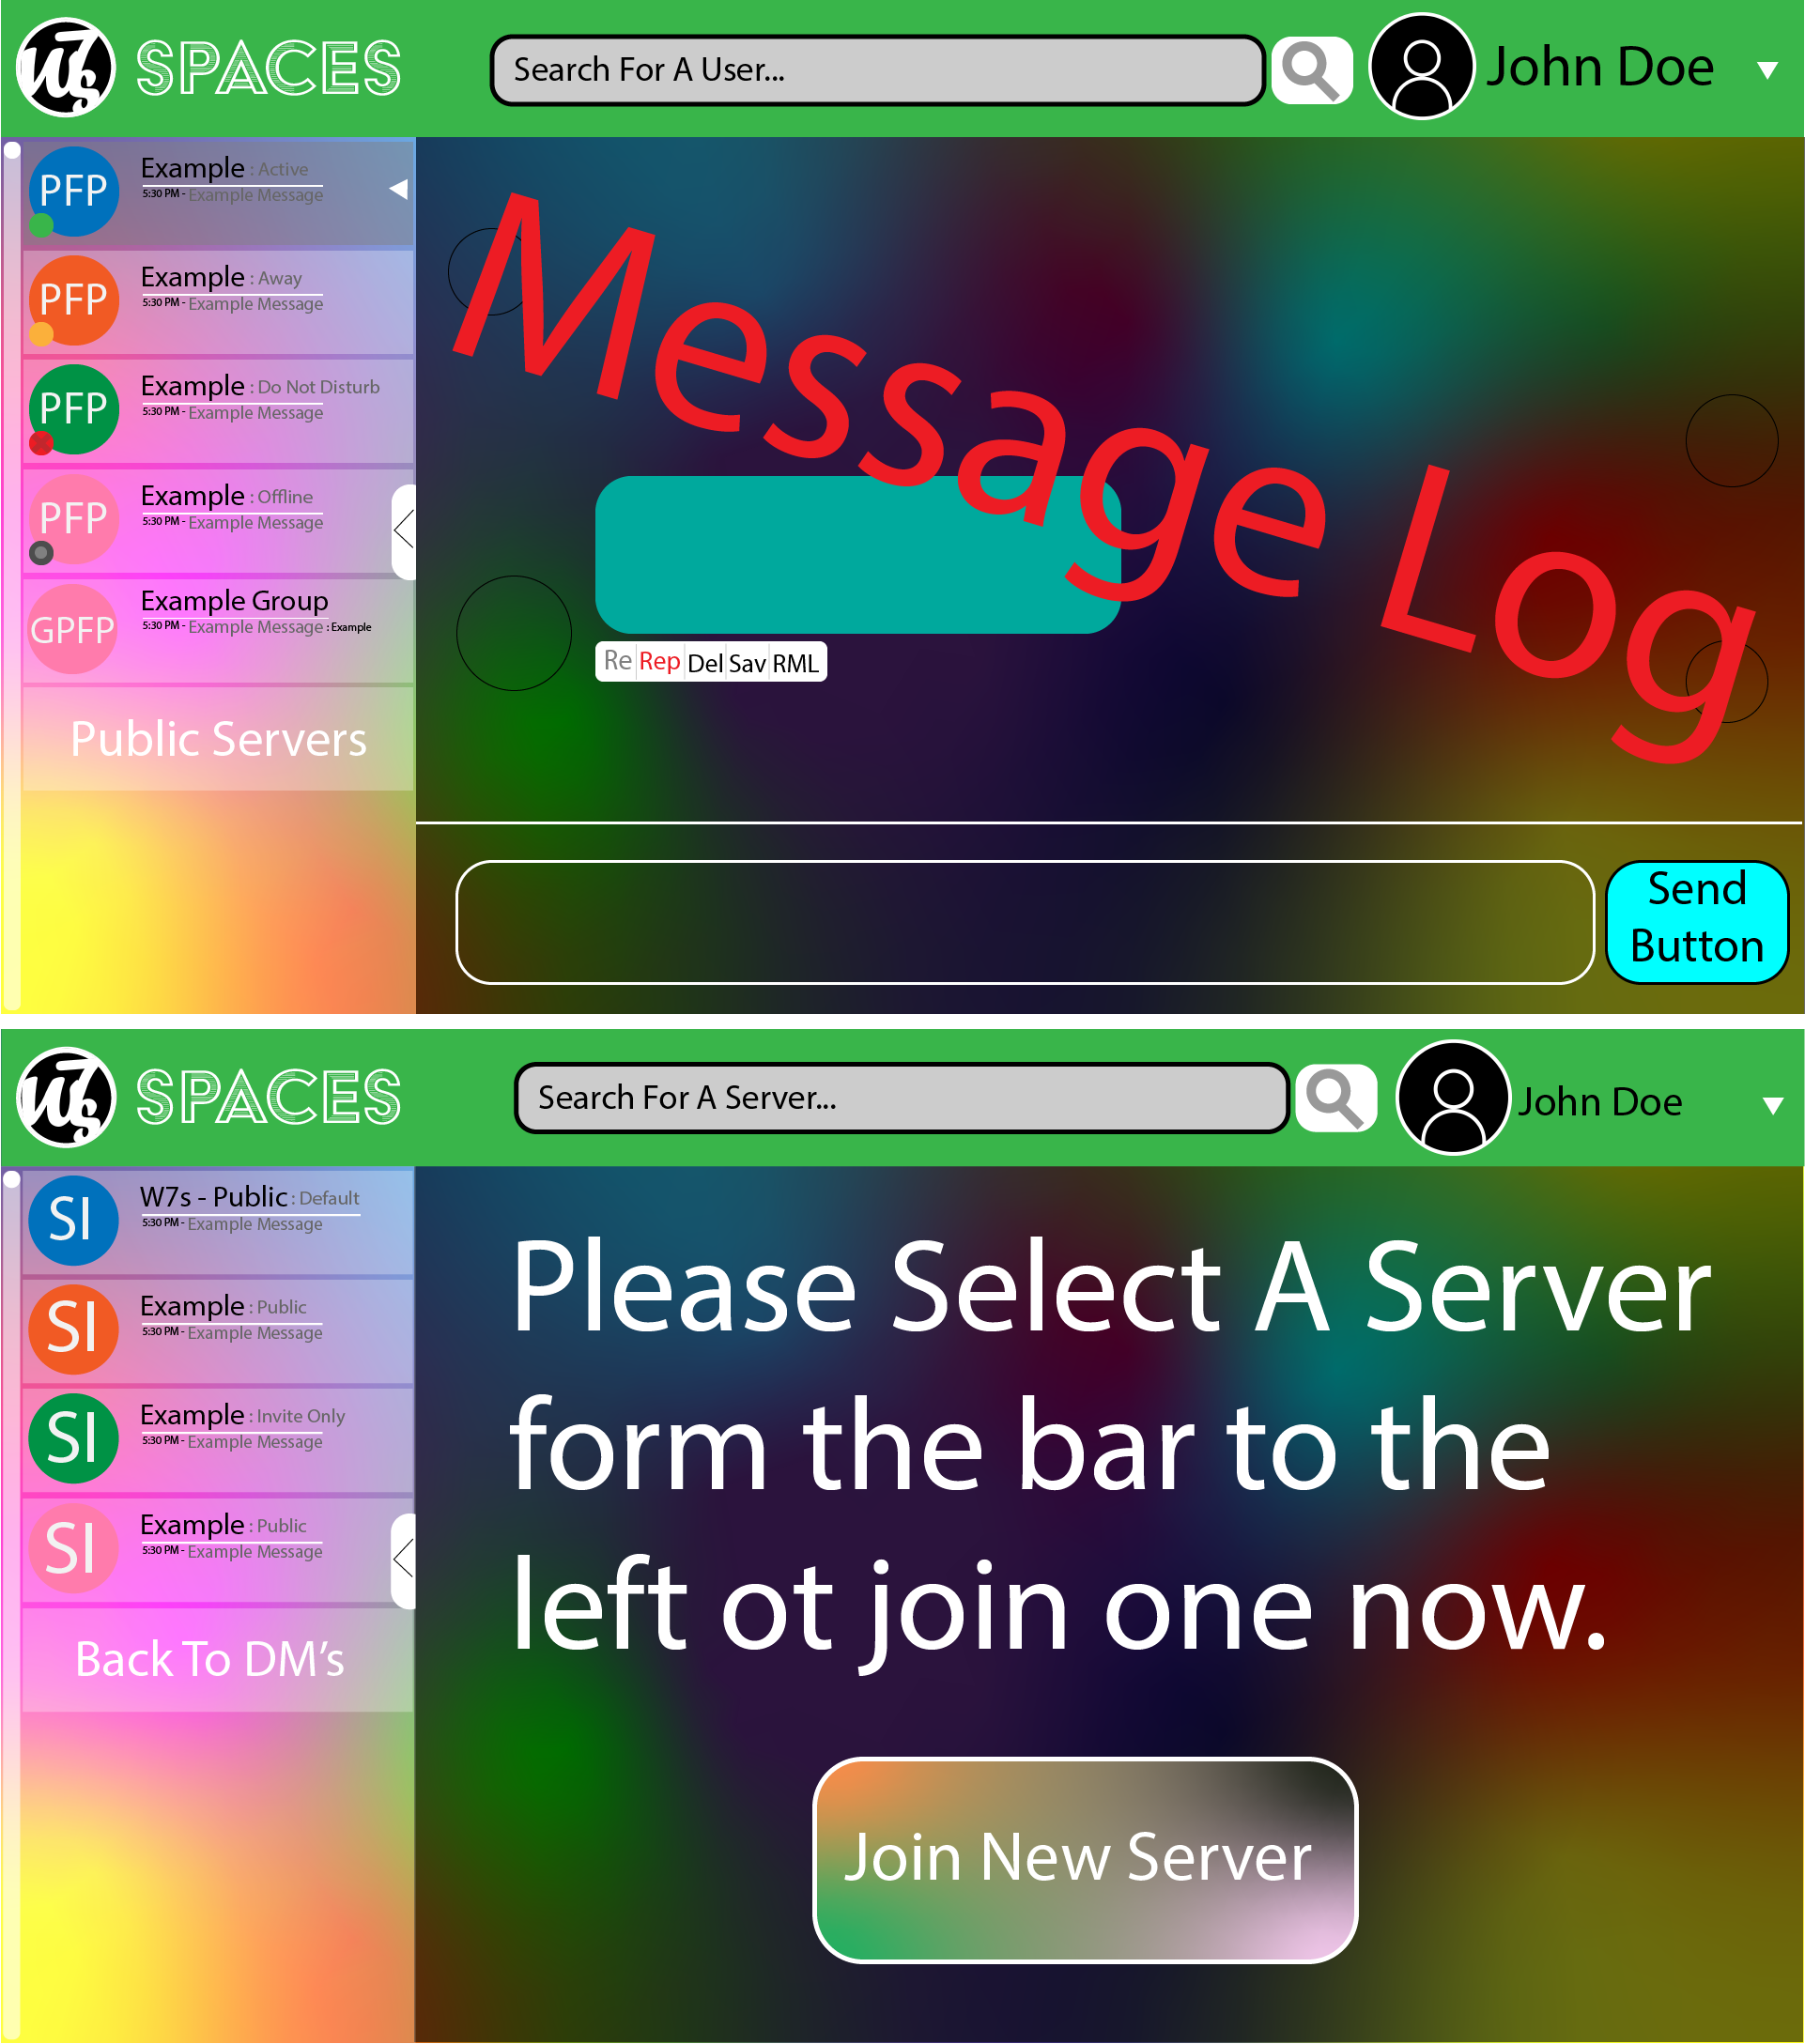 W7s SPACES
Search For A User...
John Doe
PFP
Example : Active
5:30 PM - Example Message
PFP
Example : Away
5:30 PM - Example Message
PFP
Example : Do Not Disturb
5:30 PM - Example Message
PFP
Example : Offline
5:30 PM - Example Message
GPFP
Example Group
5:30 PM - Example Message : Example
Public Servers
Message Log
Re Rep Del Sav RML
Send
Button
W7s SPACES
Search For A Server...
John Doe
SI
W7s - Public : Default
5:30 PM - Example Message
SI
Example : Public
5:30 PM - Example Message
SI
Example : Invite Only
5:30 PM - Example Message
SI
Example : Public
5:30 PM - Example Message
Back To DM’s
Please Select A Server
form the bar to the
left ot join one now.
Join New Server